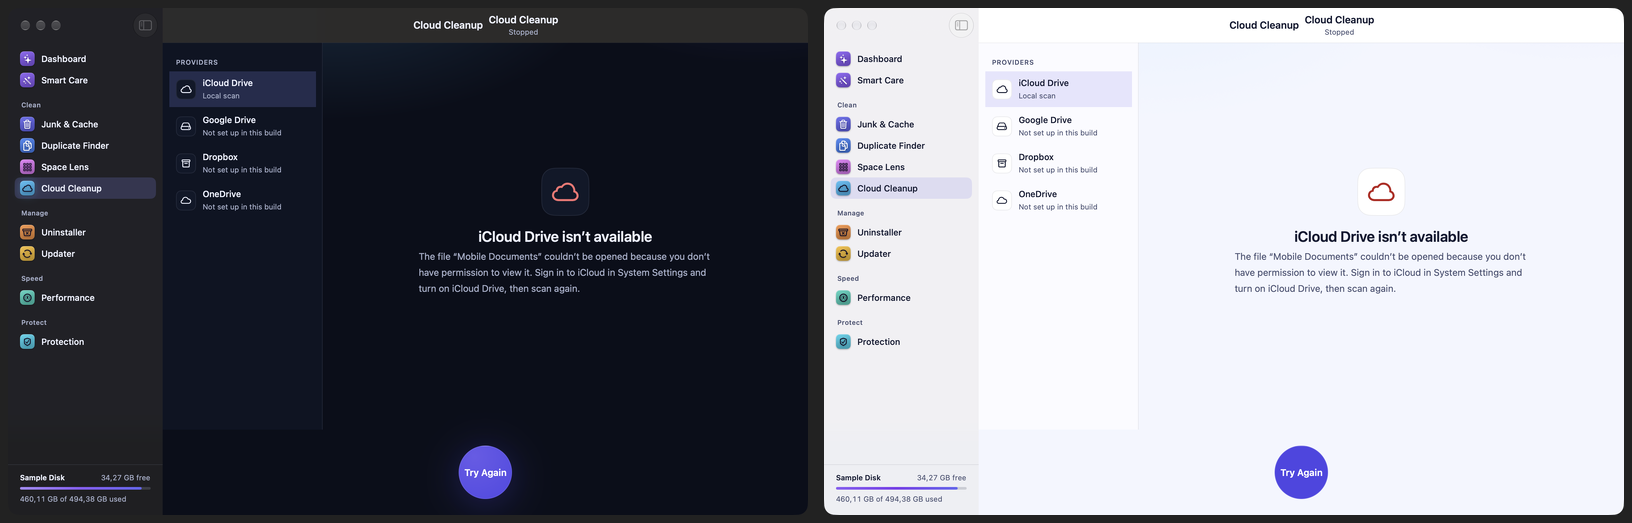 Cloud Cleanup
Cloud Cleanup
Stopped
Dashboard
Smart Care
Clean
Junk & Cache
Duplicate Finder
Space Lens
Cloud Cleanup
Manage
Uninstaller
Updater
Speed
Performance
Protect
Protection
Sample Disk 34,27 GB free
460,11 GB of 494,38 GB used
PROVIDERS
iCloud Drive
Local scan
Google Drive
Not set up in this build
Dropbox
Not set up in this build
OneDrive
Not set up in this build
iCloud Drive isn’t available
The file “Mobile Documents” couldn’t be opened because you don’t
have permission to view it. Sign in to iCloud in System Settings and
turn on iCloud Drive, then scan again.
Try Again
Cloud Cleanup
Cloud Cleanup
Stopped
Dashboard
Smart Care
Clean
Junk & Cache
Duplicate Finder
Space Lens
Cloud Cleanup
Manage
Uninstaller
Updater
Speed
Performance
Protect
Protection
Sample Disk 34,27 GB free
460,11 GB of 494,38 GB used
PROVIDERS
iCloud Drive
Local scan
Google Drive
Not set up in this build
Dropbox
Not set up in this build
OneDrive
Not set up in this build
iCloud Drive isn’t available
The file “Mobile Documents” couldn’t be opened because you don’t
have permission to view it. Sign in to iCloud in System Settings and
turn on iCloud Drive, then scan again.
Try Again